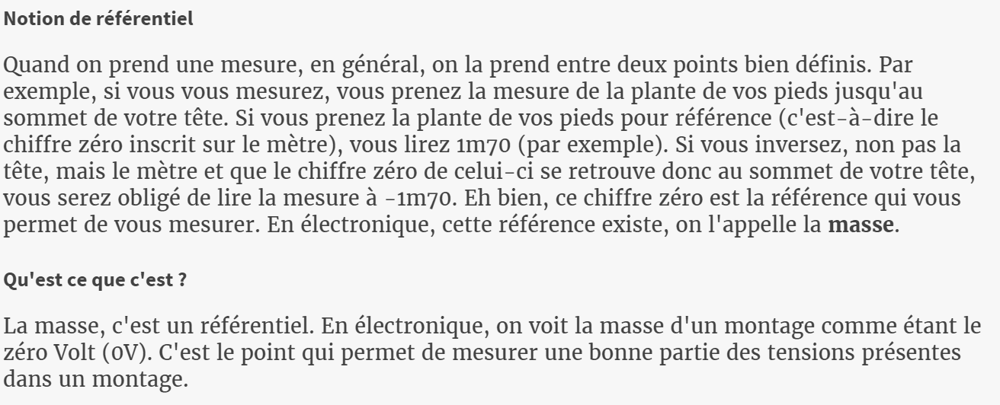 Notion de référentiel
Quand on prend une mesure, en général, on la prend entre deux points bien définis. Par
exemple, si vous vous mesurez, vous prenez la mesure de la plante de vos pieds jusqu'au
sommet de votre tête. Si vous prenez la plante de vos pieds pour référence (c'est-à-dire le
chiffre zéro inscrit sur le mètre), vous lirez 1m70 (par exemple). Si vous inversez, non pas la
tête, mais le mètre et que le chiffre zéro de celui-ci se retrouve donc au sommet de votre tête,
vous serez obligé de lire la mesure à -1m70. Eh bien, ce chiffre zéro est la référence qui vous
permet de vous mesurer. En électronique, cette référence existe, on l'appelle la masse.
Qu'est ce que c'est ?
La masse, c'est un référentiel. En électronique, on voit la masse d'un montage comme étant le
zéro Volt (0V). C'est le point qui permet de mesurer une bonne partie des tensions présentes
dans un montage.